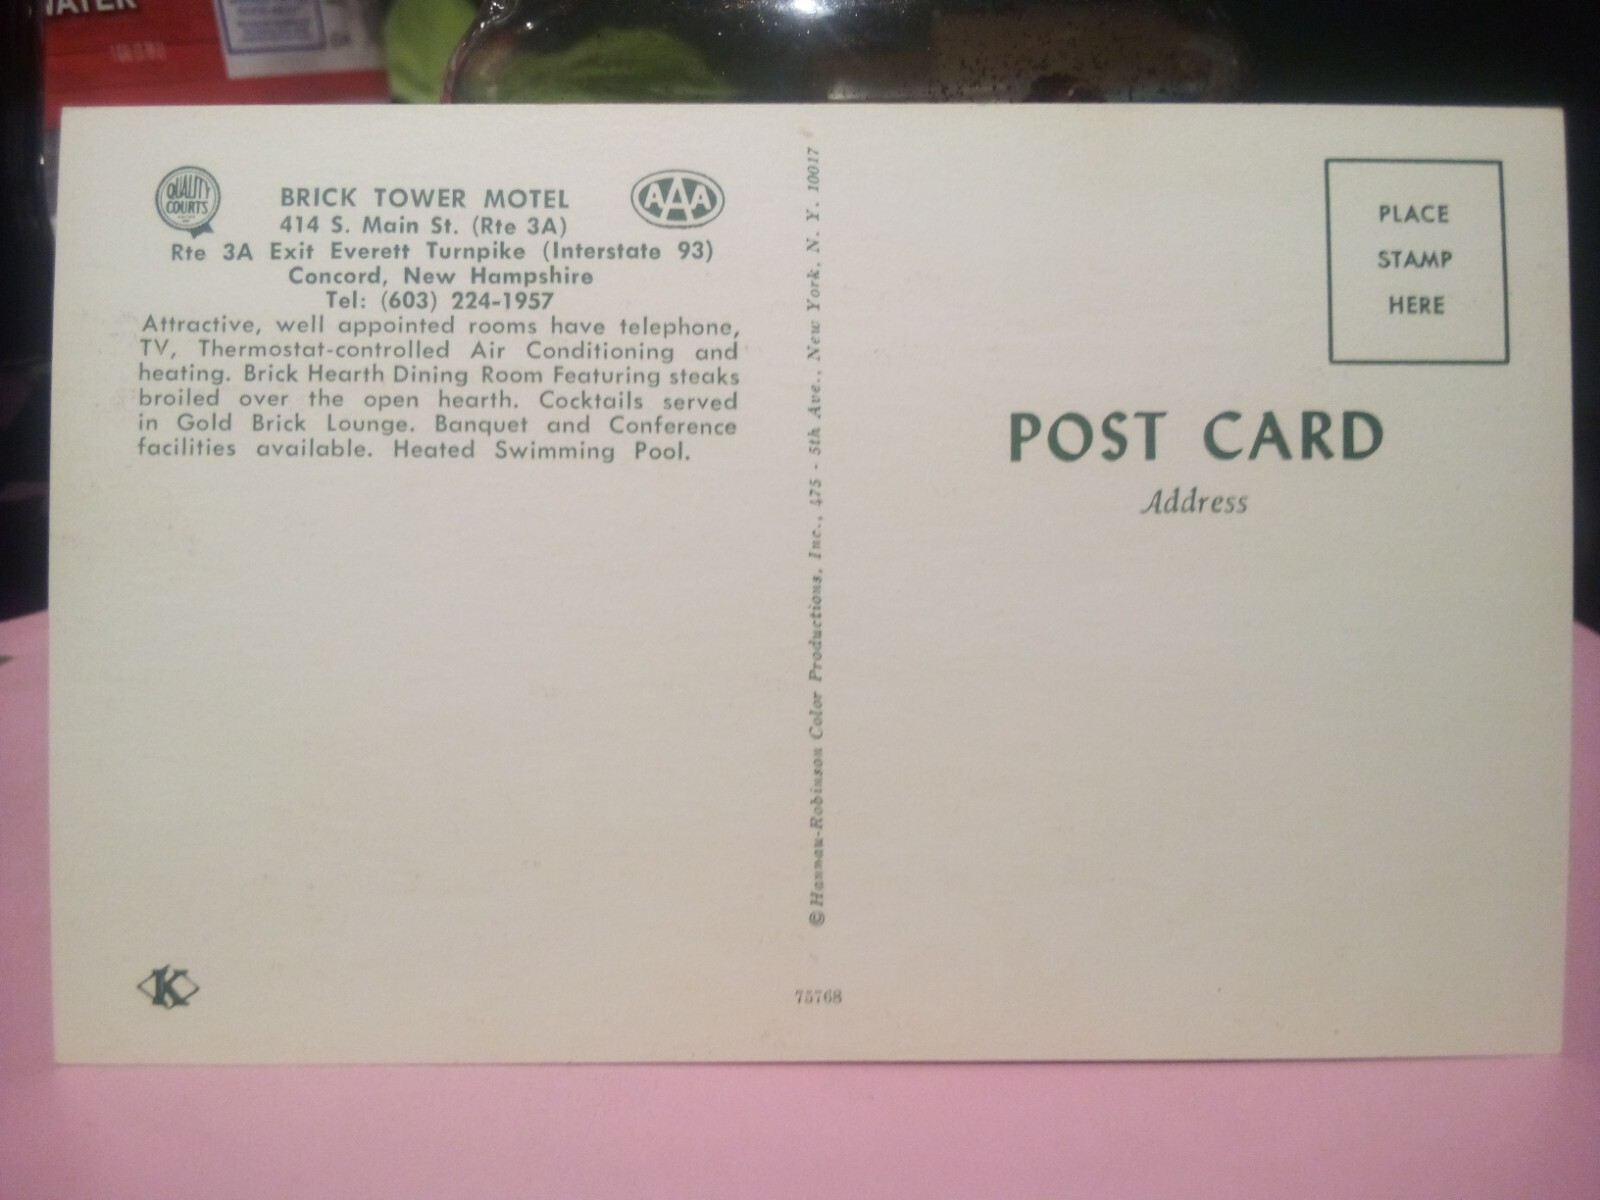 WATER
QUALITY
COURTS
BRICK TOWER MOTEL
AAA
414 S. Main St. (Rte 3A)
Rte 3A Exit Everett Turnpike (Interstate 93)
Concord, New Hampshire
Tel: (603) 224-1957
Attractive, well appointed rooms have telephone,
TV, Thermostat-controlled Air Conditioning and
heating. Brick Hearth Dining Room Featuring steaks
broiled over the open hearth. Cocktails served
in Gold Brick Lounge. Banquet and Conference
facilities available. Heated Swimming Pool.
K
© Hannau-Robinson Color Productions, Inc., 475 - 5th Ave., New York, N. Y. 10017
75768
PLACE
STAMP
HERE
POST CARD
Address